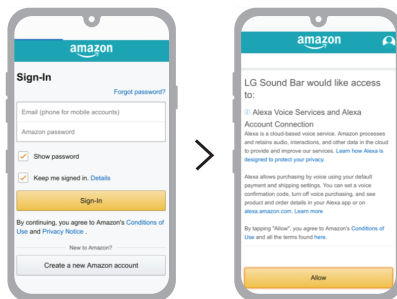 amazon
Sign-In
Forgot password?
Email (phone for mobile accounts)
Amazon password
Show password
Keep me signed in. Details
Sign-In
By continuing, you agree to Amazon's Conditions of
Use and Privacy Notice .
New to Amazon?
Create a new Amazon account
amazon
LG Sound Bar would like access
to:
Alexa Voice Services and Alexa
Account Connection
Alexa is a cloud-based voice service. Amazon processes
and retains audio, interactions, and other data in the cloud
to provide and improve our services. Learn how Alexa is
designed to protect your privacy.
Alexa allows purchasing by voice using your default
payment and shipping settings. You can set a voice
confirmation code, turn off voice purchasing, and see
product and order details in your Alexa app or on
alexa.amazon.com. Learn more
By tapping "Allow", you agree to Amazon's Conditions of
Use and all the terms found here.
Allow